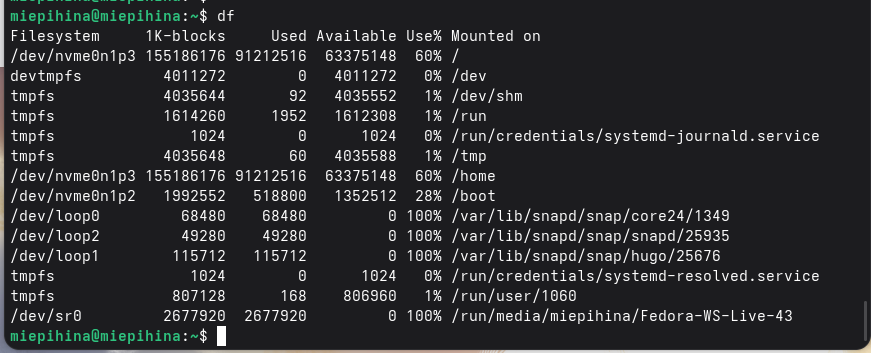 miepihina@miepihina:~$ df
Filesystem     1K-blocks     Used Available Use% Mounted on
/dev/nvme0n1p3 155186176 91212516  63375148  60% /
devtmpfs         4011272        0   4011272   0% /dev
tmpfs            4035644       92   4035552   1% /dev/shm
tmpfs            1614260     1952   1612308   1% /run
tmpfs               1024        0      1024   0% /run/credentials/systemd-journald.service
tmpfs            4035648       60   4035588   1% /tmp
/dev/nvme0n1p3 155186176 91212516  63375148  60% /home
/dev/nvme0n1p2   1992552   518800   1352512  28% /boot
/dev/loop0         68480    68480         0 100% /var/lib/snapd/snap/core24/1349
/dev/loop2         49280    49280         0 100% /var/lib/snapd/snap/snapd/25935
/dev/loop1        115712   115712         0 100% /var/lib/snapd/snap/hugo/25676
tmpfs               1024        0      1024   0% /run/credentials/systemd-resolved.service
tmpfs             807128      168    806960   1% /run/user/1060
/dev/sr0         2677920  2677920         0 100% /run/media/miepihina/Fedora-WS-Live-43
miepihina@miepihina:~$